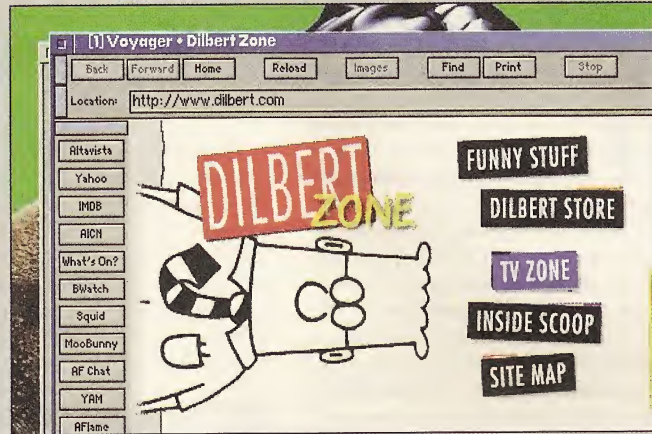 [1] Voyager • Dilbert Zone
Back Forward Home Reload Images Find Print Stop
Location: http://www.dilbert.com
Altavista
Yahoo
IMDB
AICN
What's On?
BWatch
Squid
MooBunny
AF Chat
YAM
AFlame
DILBERT
ZONE
FUNNY STUFF
DILBERT STORE
TV ZONE
INSIDE SCOOP
SITE MAP